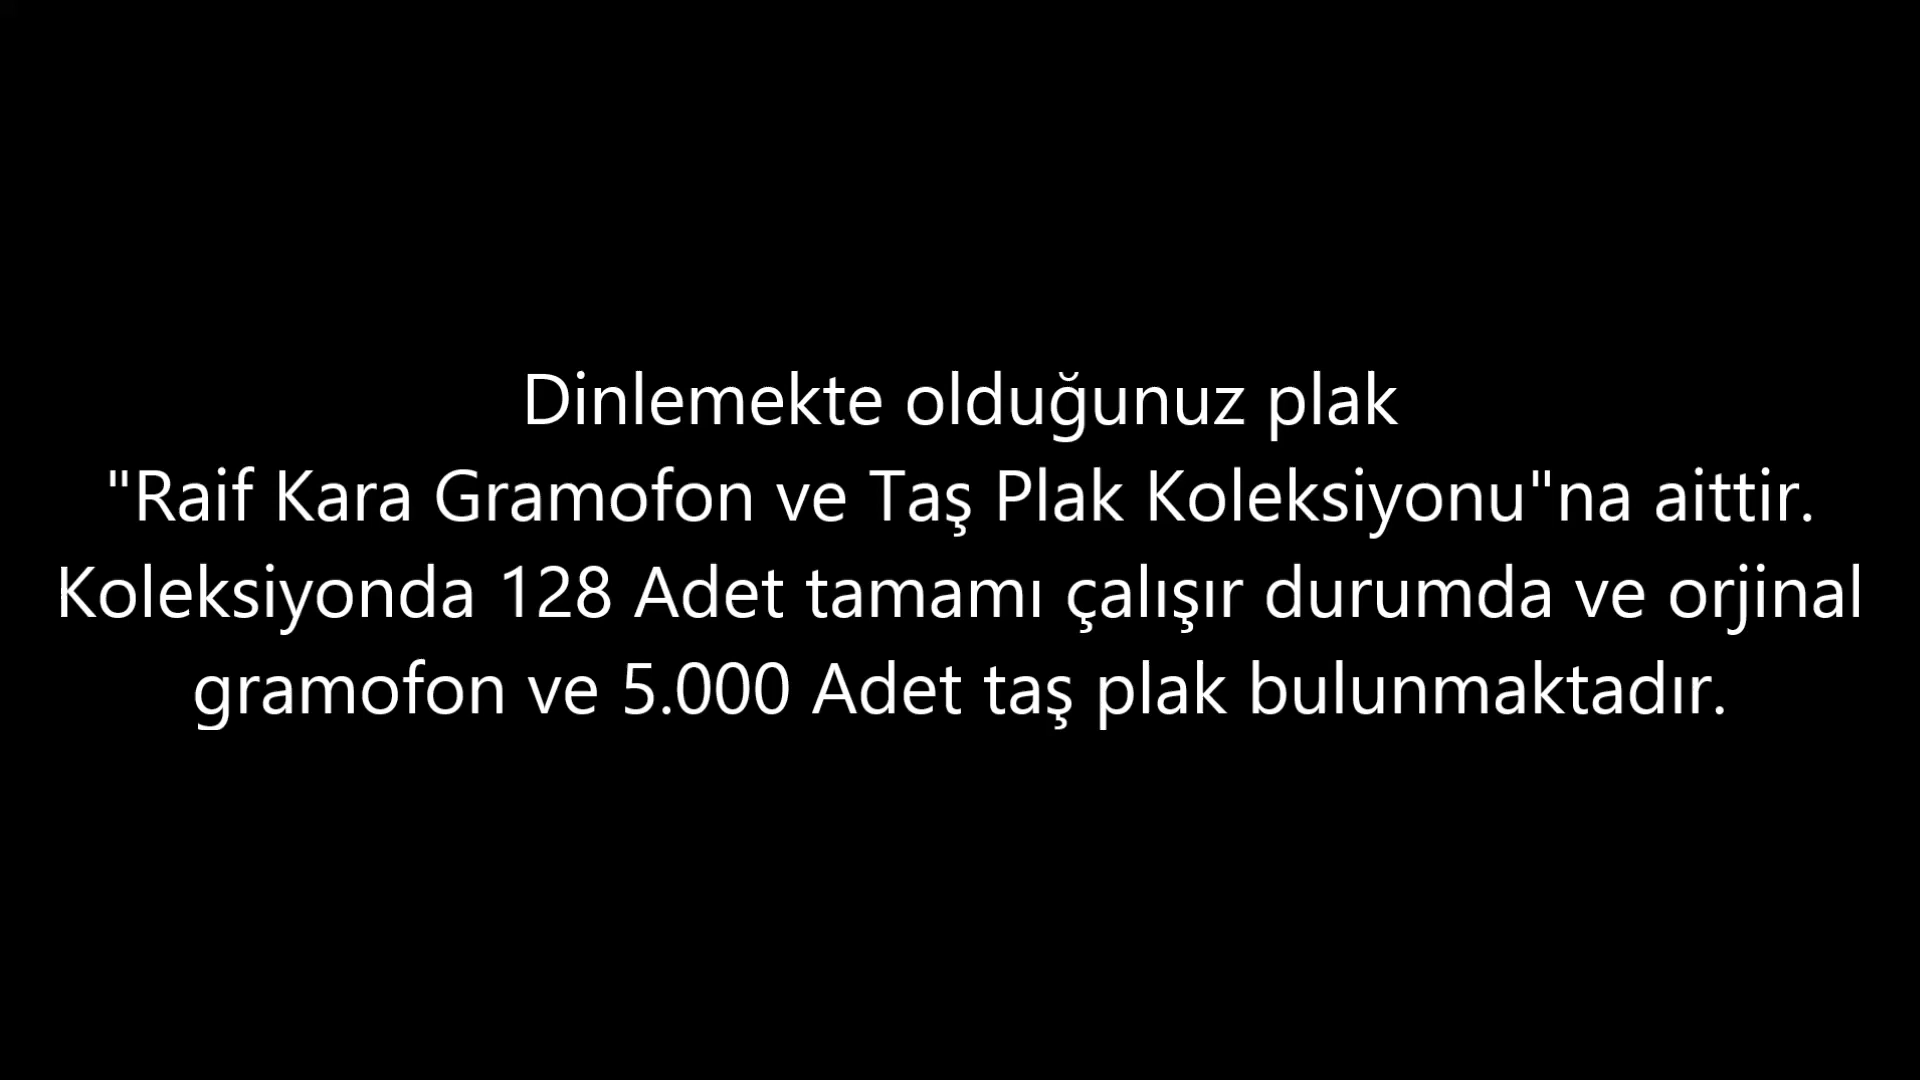 Dinlemekte olduğunuz plak
"Raif Kara Gramofon ve Taş Plak Koleksiyonu"na aittir.
Koleksiyonda 128 Adet tamamı çalışır durumda ve orjinal
gramofon ve 5.000 Adet taş plak bulunmaktadır.